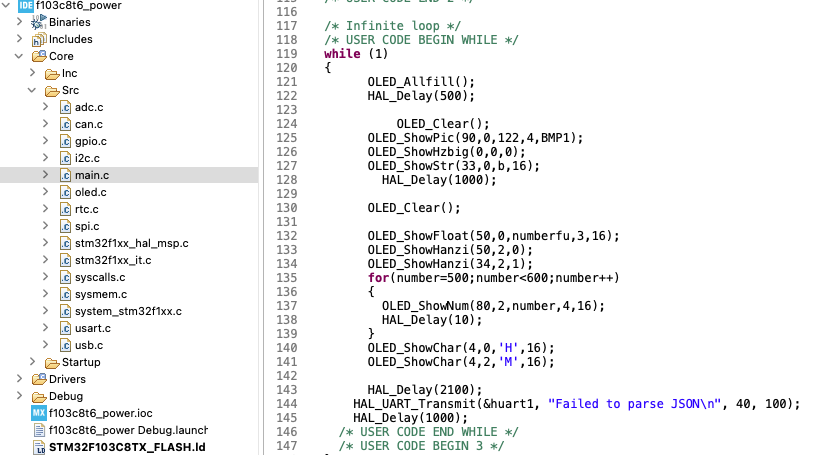 f103c8t6_power
Binaries
Includes
Core
Inc
Src
adc.c
can.c
gpio.c
i2c.c
main.c
oled.c
rtc.c
spi.c
stm32f1xx_hal_msp.c
stm32f1xx_it.c
syscalls.c
sysmem.c
system_stm32f1xx.c
usart.c
usb.c
Startup
Drivers
Debug
f103c8t6_power.ioc
f103c8t6_power Debug.launch
STM32F103C8TX_FLASH.ld
115 /* USER CODE END 2 */
116
117 /* Infinite loop */
118 /* USER CODE BEGIN WHILE */
119 while (1)
120 {
121 OLED_Allfill();
122 HAL_Delay(500);
123
124 OLED_Clear();
125 OLED_ShowPic(90,0,122,4,BMP1);
126 OLED_ShowHzbig(0,0,0);
127 OLED_ShowStr(33,0,b,16);
128 HAL_Delay(1000);
129
130 OLED_Clear();
131
132 OLED_ShowFloat(50,0,numberfu,3,16);
133 OLED_ShowHanzi(50,2,0);
134 OLED_ShowHanzi(34,2,1);
135 for(number=500;number<600;number++)
136 {
137 OLED_ShowNum(80,2,number,4,16);
138 HAL_Delay(10);
139 }
140 OLED_ShowChar(4,0,'H',16);
141 OLED_ShowChar(4,2,'M',16);
142
143 HAL_Delay(2100);
144 HAL_UART_Transmit(&huart1, "Failed to parse JSON\n", 40, 100);
145 HAL_Delay(1000);
146 /* USER CODE END WHILE */
147 /* USER CODE BEGIN 3 */